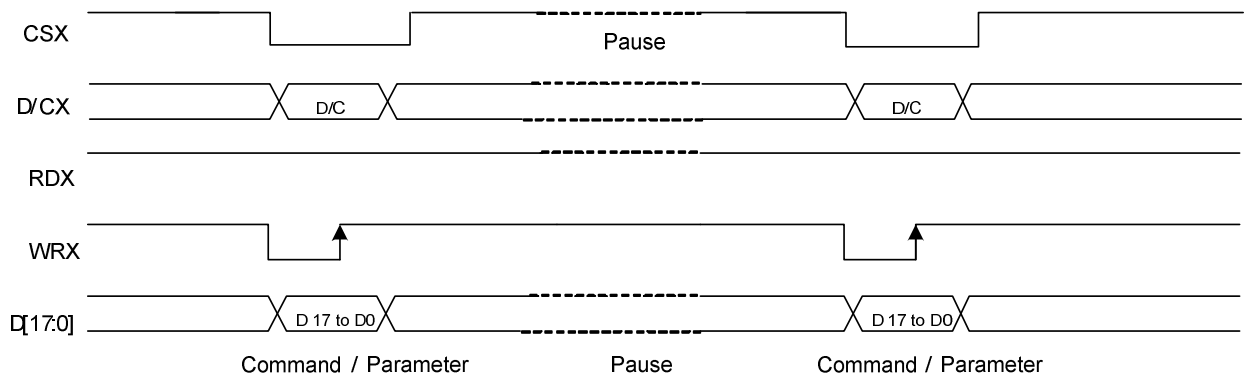 CSX
Pause
D/CX
D/C
D/C
RDX
WRX
D[17:0]
D 17 to D0
D 17 to D0
Command / Parameter
Pause
Command / Parameter